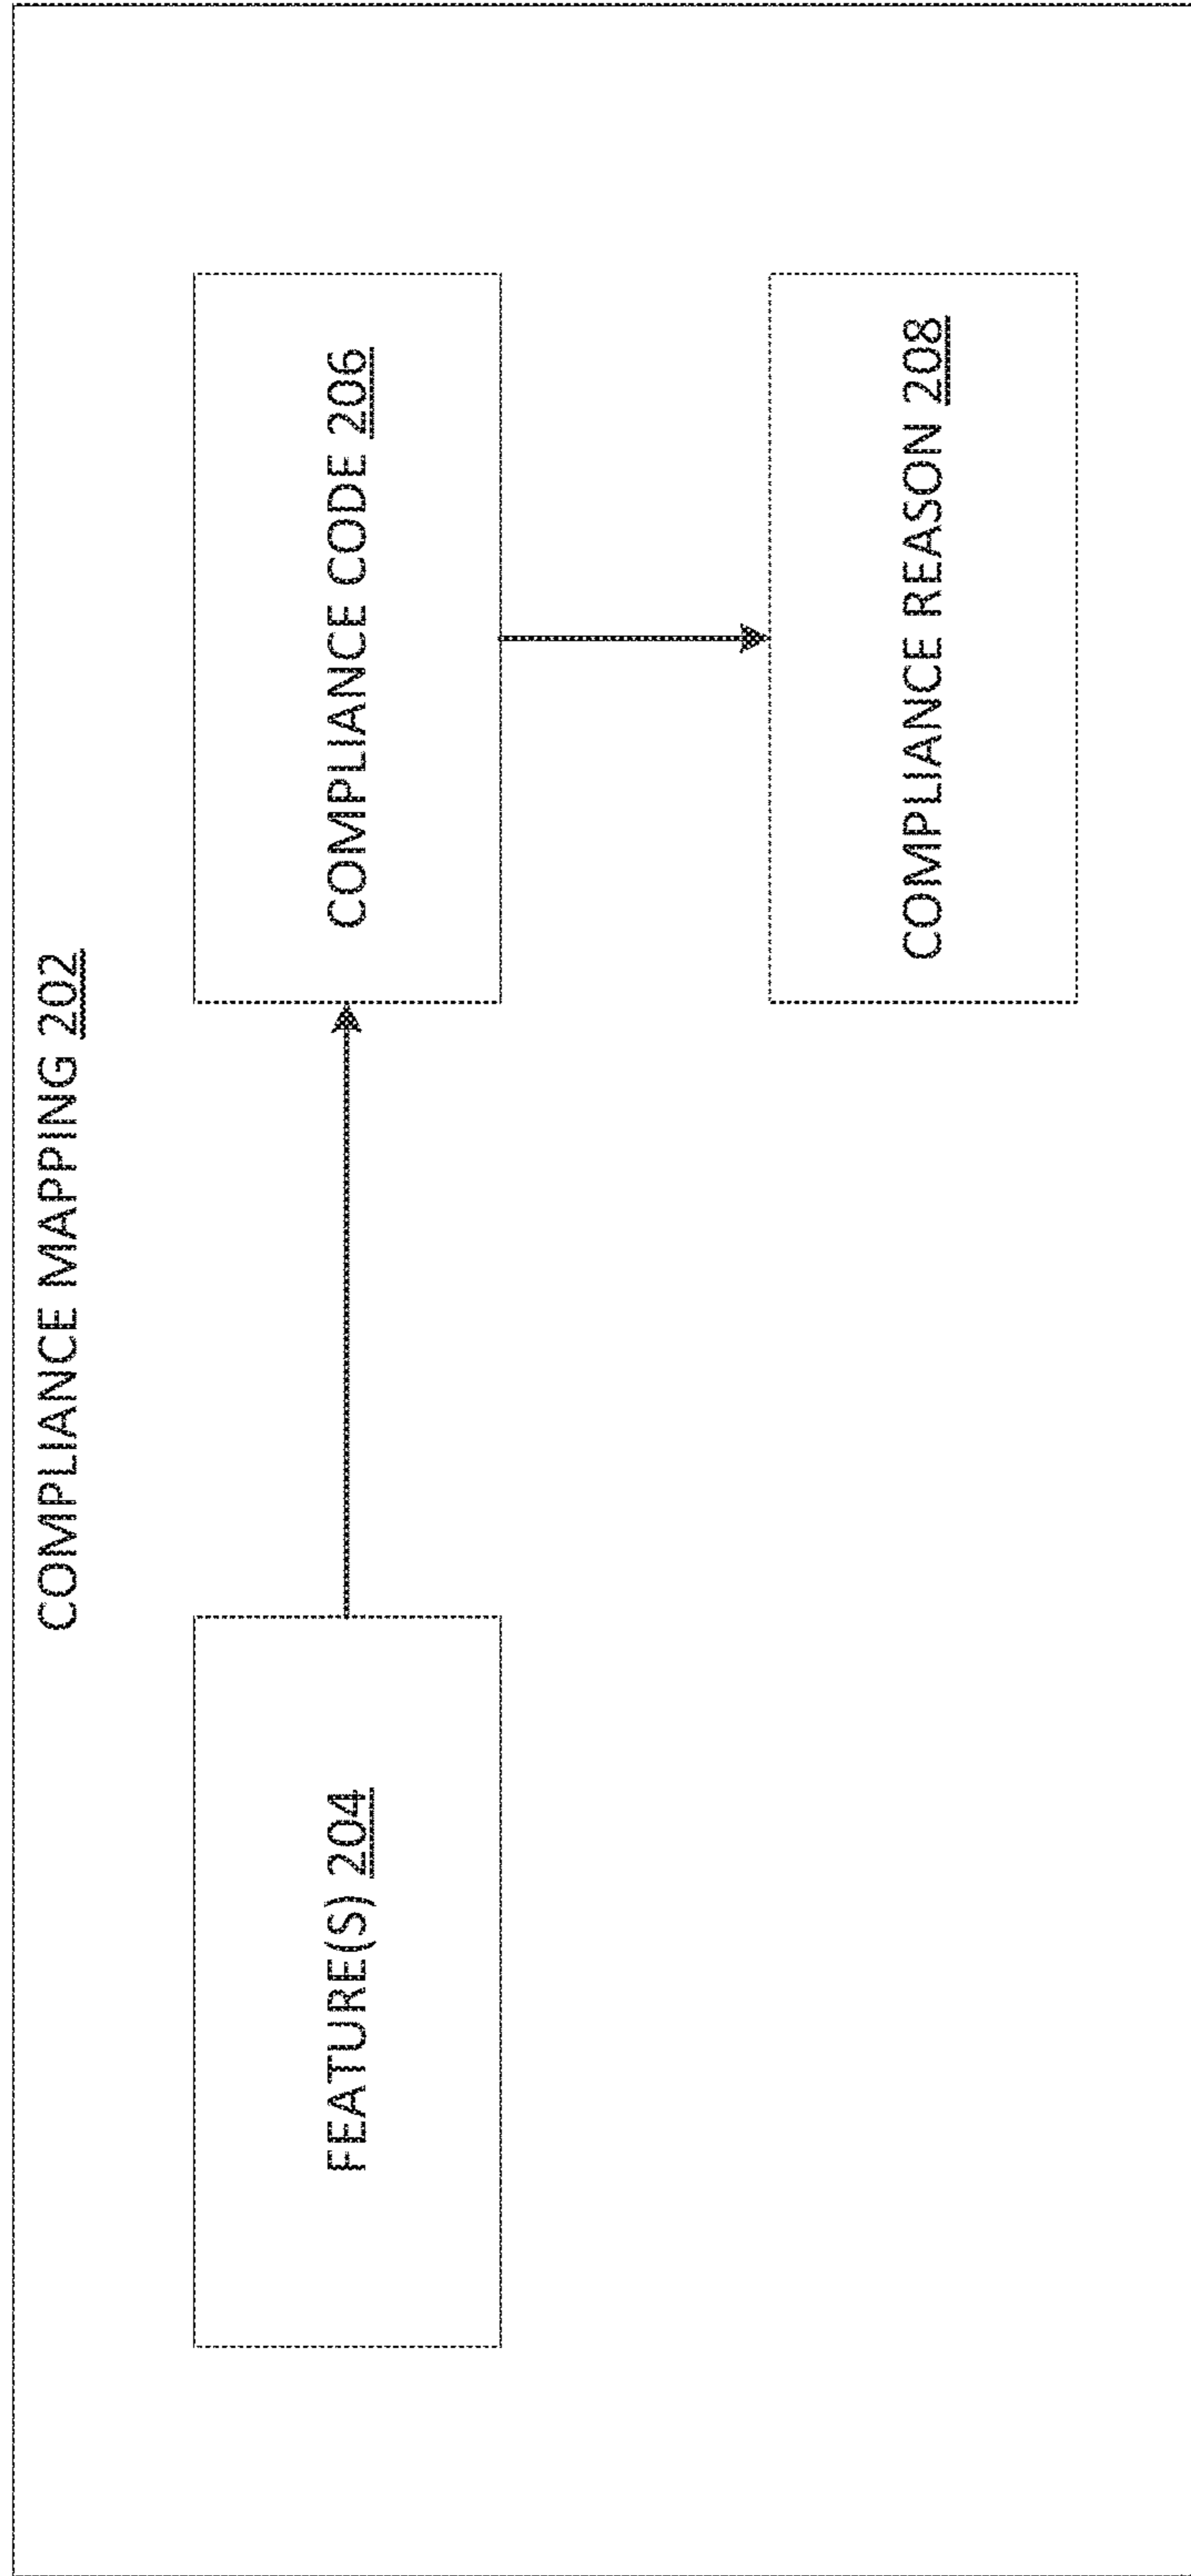 COMPLIANCE MAPPING 202
FEATURE(S) 204
COMPLIANCE CODE 206
COMPLIANCE REASON 208